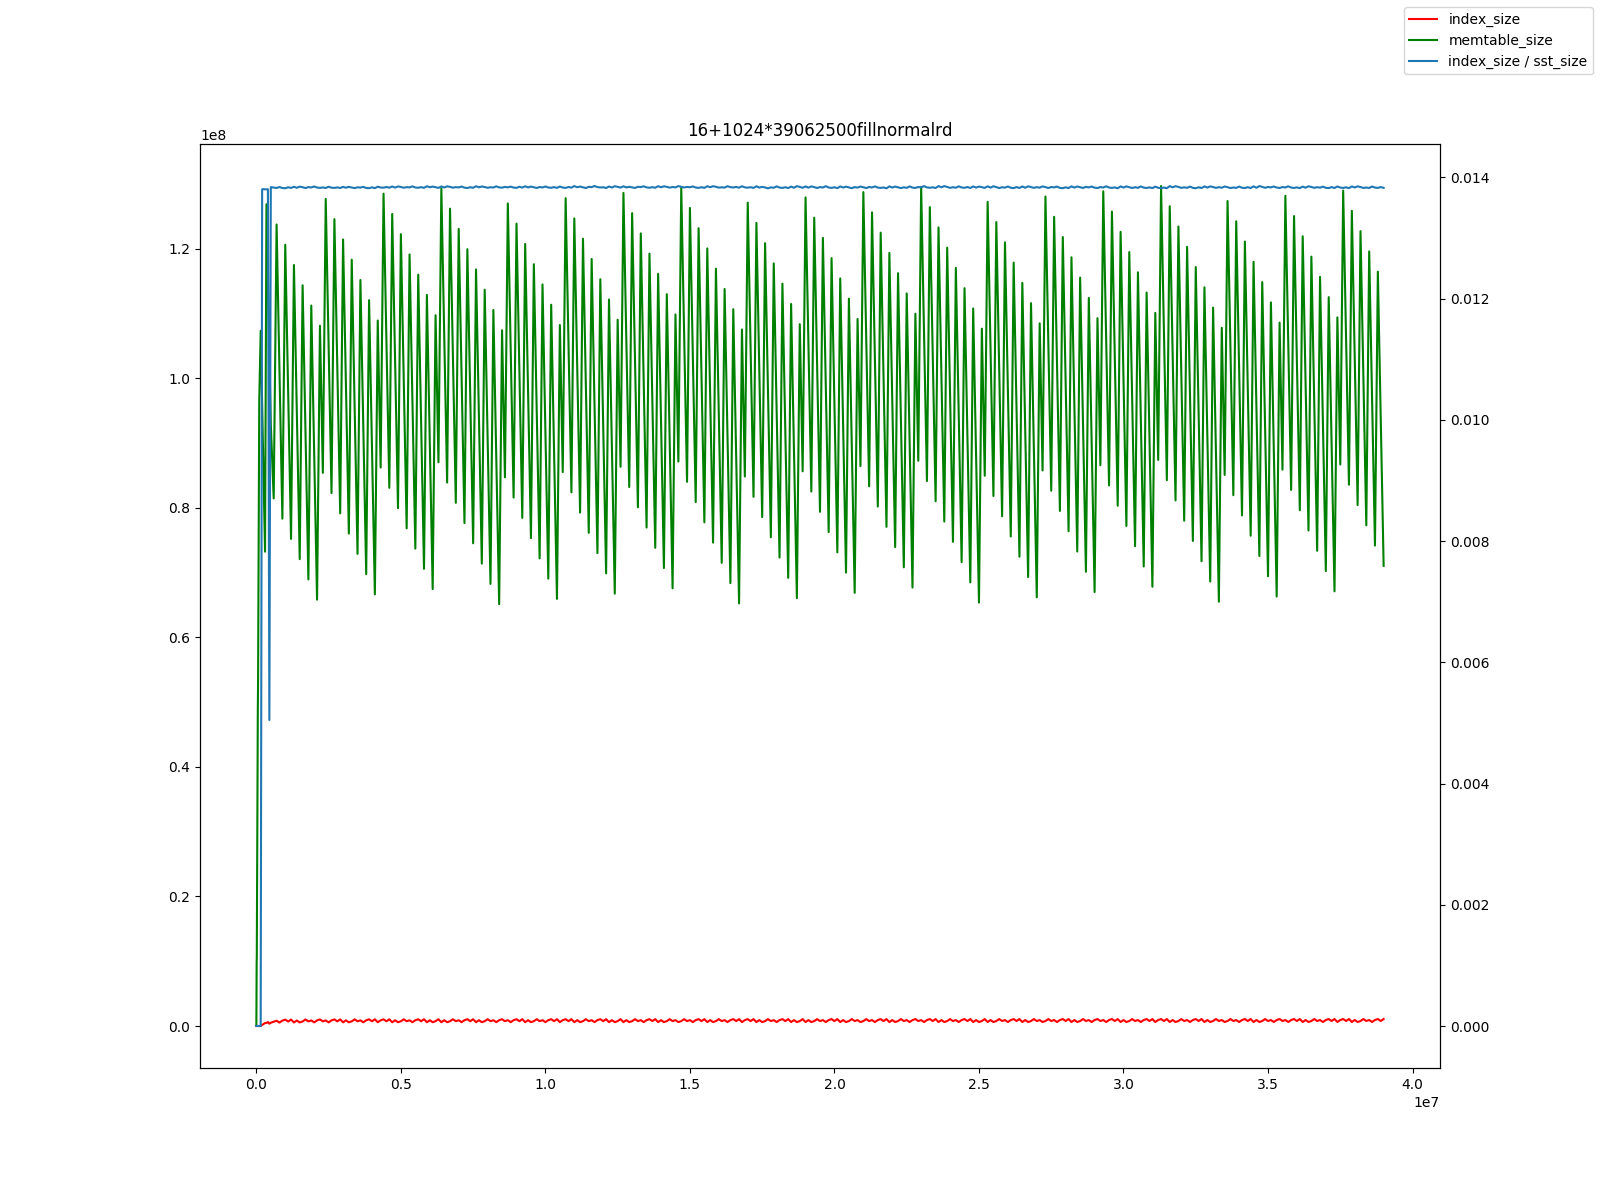 index_size
memtable_size
index_size / sst_size
16+1024*39062500fillnormalrd
1e8
1.2
1.0
0.8
0.6
0.4
0.2
0.0
0.014
0.012
0.010
0.008
0.006
0.004
0.002
0.000
0.0 0.5 1.0 1.5 2.0 2.5 3.0 3.5 4.0
1e7